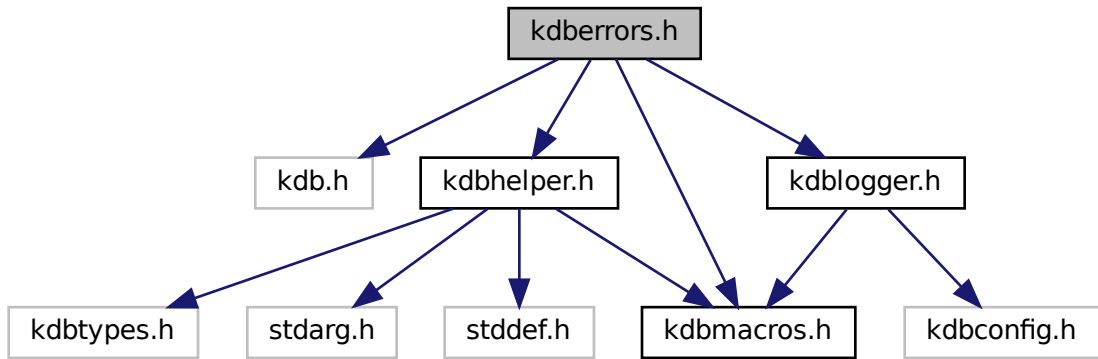 kdberrors.h
kdb.h
kdbhelper.h
kdblogger.h
kdbtypes.h
stdarg.h
stddef.h
kdbmacros.h
kdbconfig.h